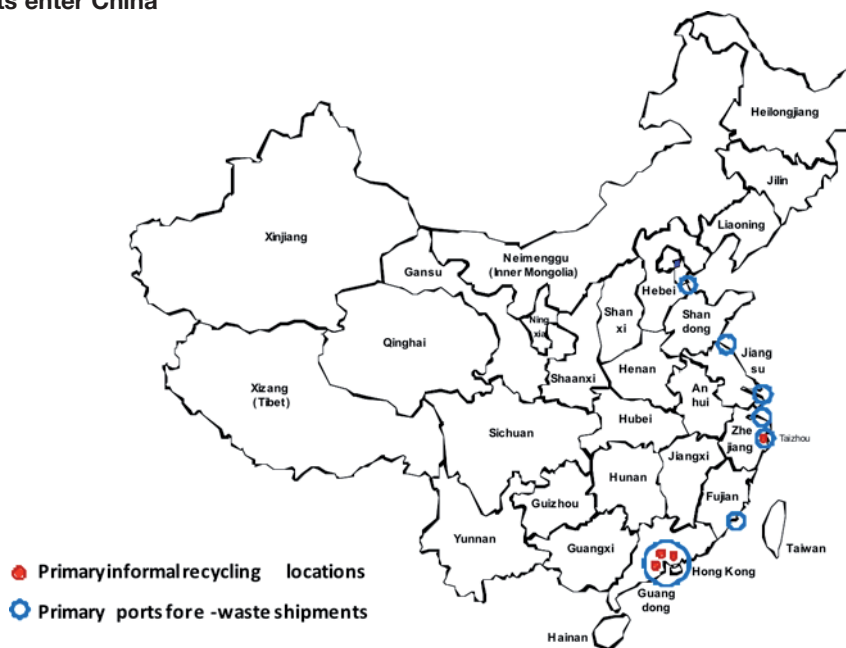 ts enter China
Heilongjiang
Jilin
Liaoning
Xinjiang
Neimenggu
(Inner Mongolia)
Gansu
Hebei
Shan
xi
Shan
dong
Ning
xia
Qinghai
Jiang
su
Henan
Shaanxi
An
hui
Xizang
(Tibet)
Hubei
Zhe
jiang
Taizhou
Sichuan
Jiangxi
Hunan
Fujian
Guizhou
Yunnan
Guangxi
Taiwan
Hong Kong
Guang
dong
Hainan
Primary informal recycling locations
Primary ports fore -waste shipments